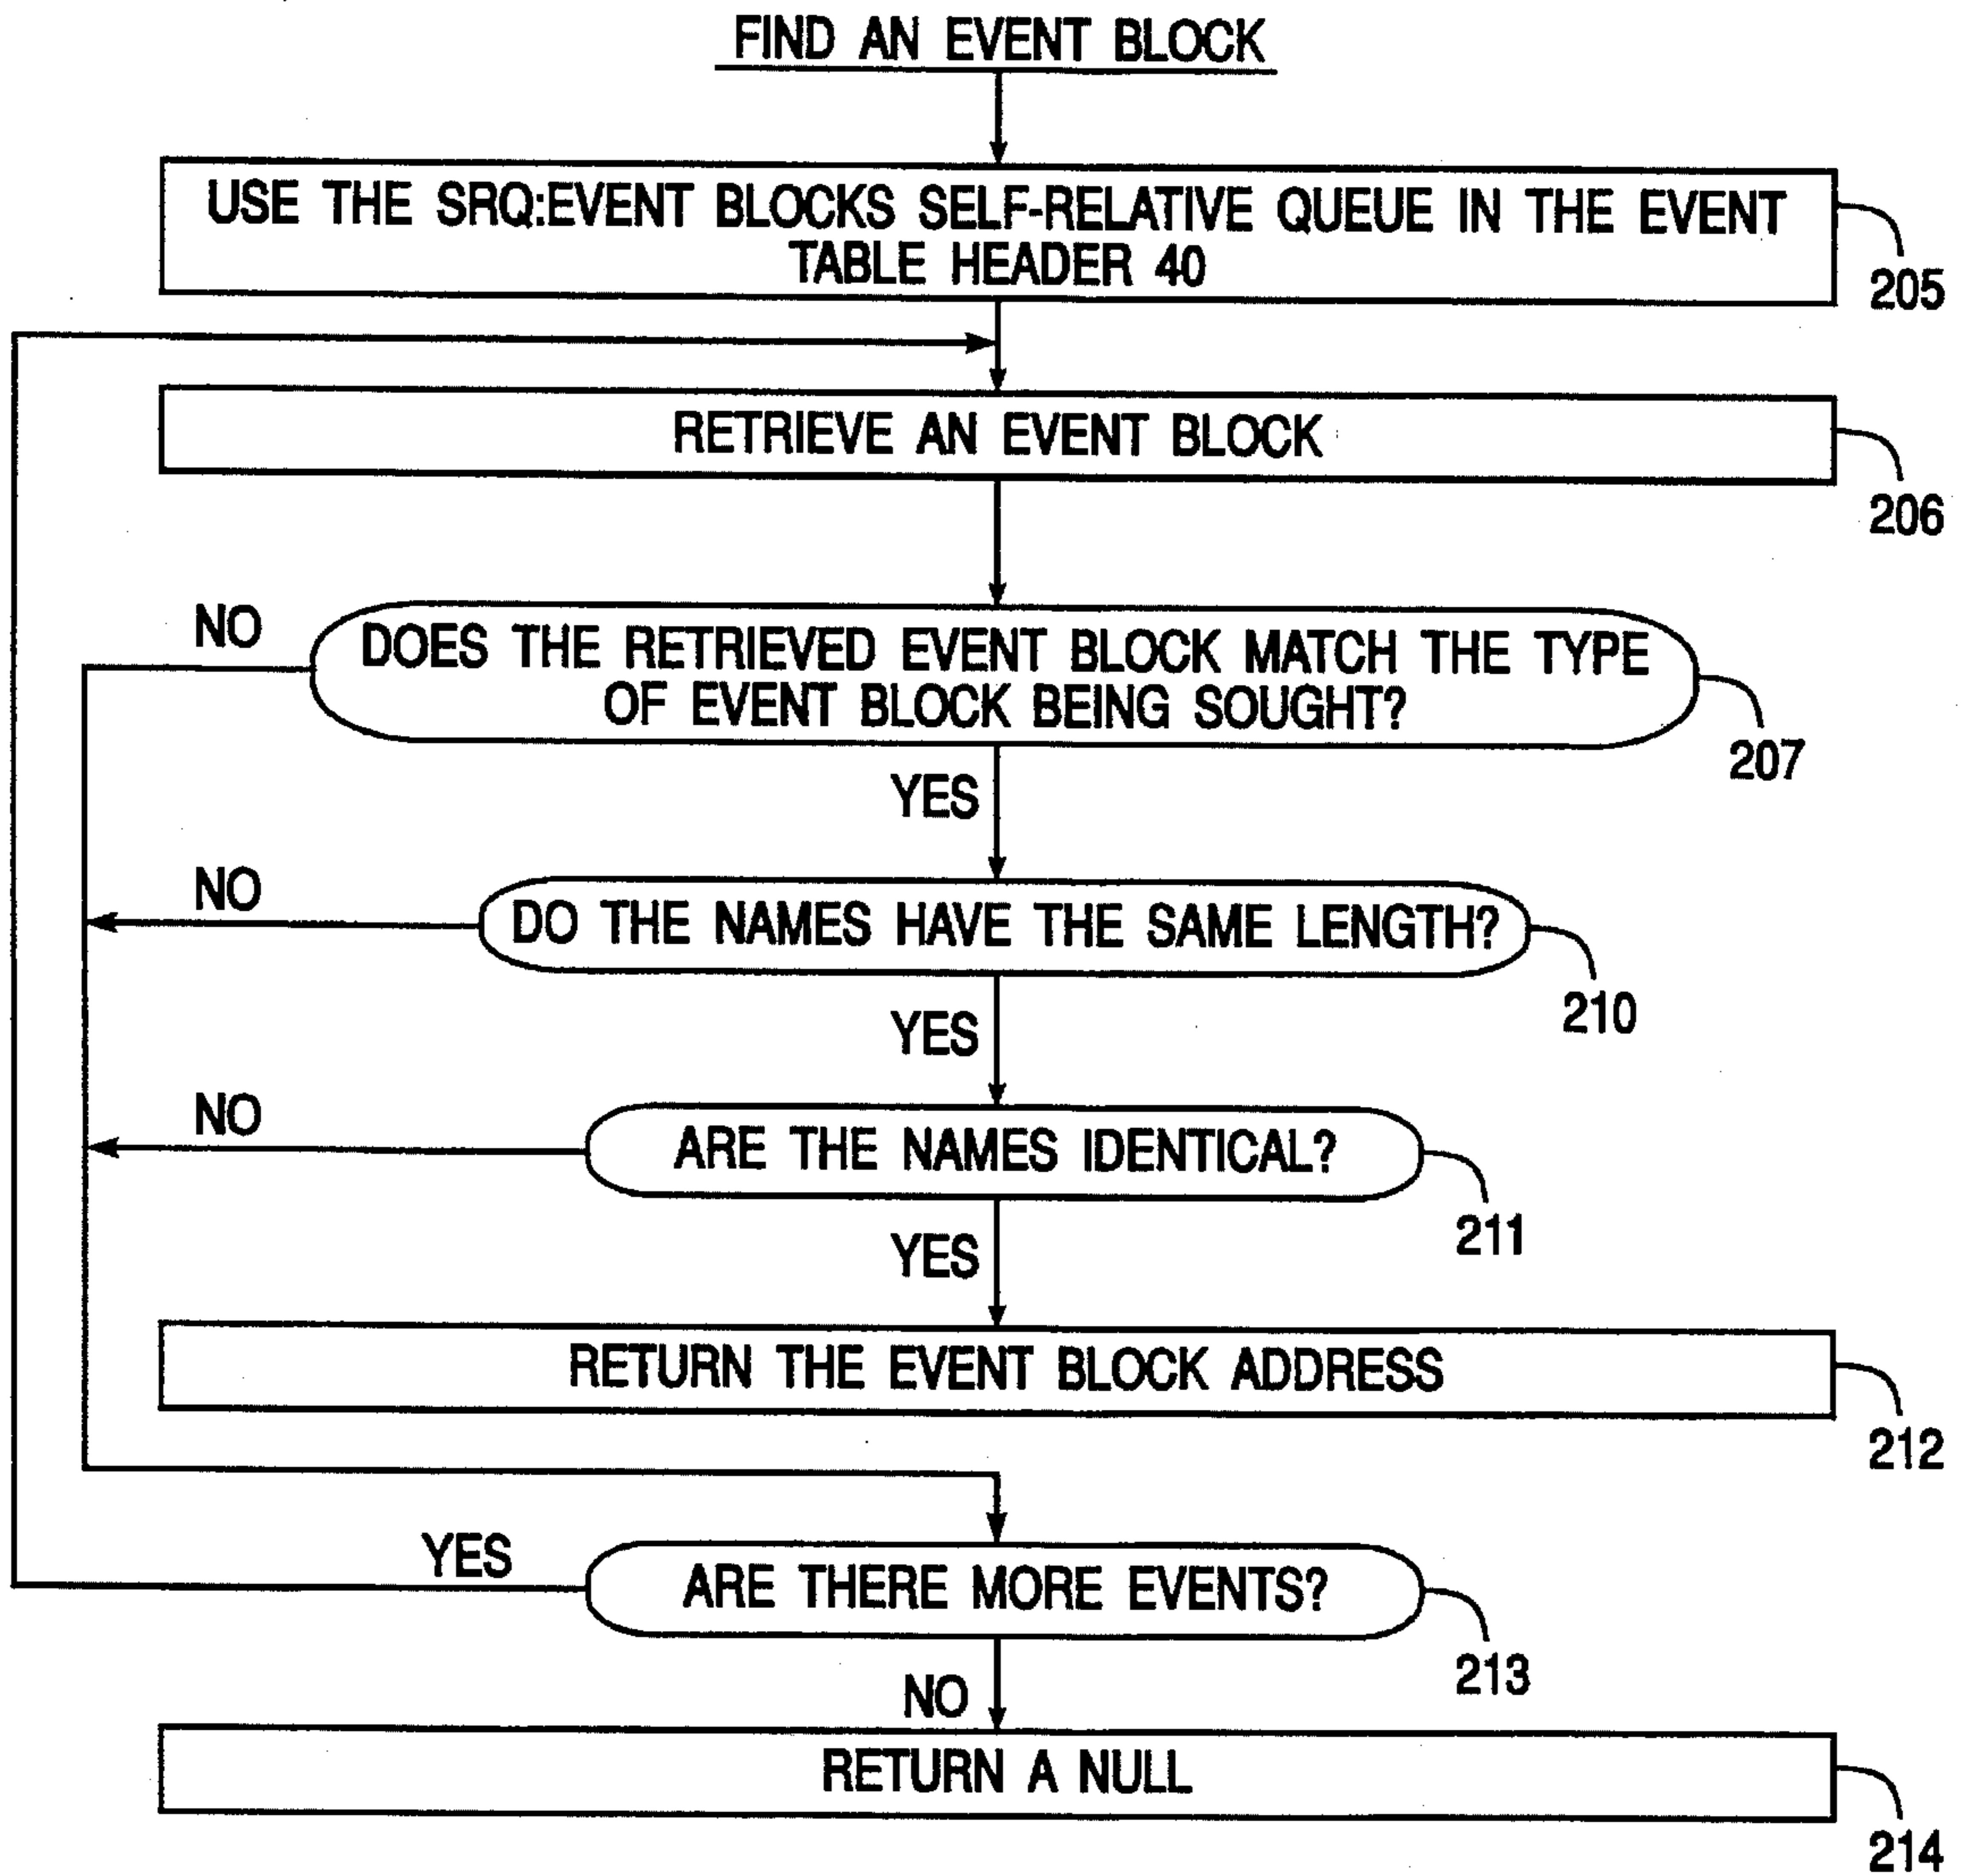 FIND AN EVENT BLOCK
USE THE SRQ:EVENT BLOCKS SELF-RELATIVE QUEUE IN THE EVENT
TABLE HEADER 40
205
RETRIEVE AN EVENT BLOCK
206
NO
DOES THE RETRIEVED EVENT BLOCK MATCH THE TYPE
OF EVENT BLOCK BEING SOUGHT?
207
YES
NO
DO THE NAMES HAVE THE SAME LENGTH?
210
YES
NO
ARE THE NAMES IDENTICAL?
211
YES
RETURN THE EVENT BLOCK ADDRESS
212
YES
ARE THERE MORE EVENTS?
213
NO
RETURN A NULL
214